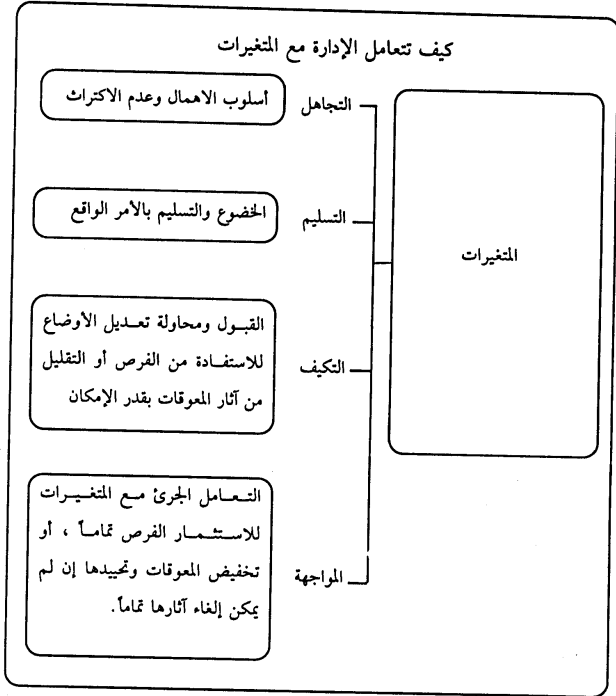 كيف تتعامل الإدارة مع المتغيرات
المتغيرات
التجاهل
أسلوب الاهمال وعدم الاكتراث
التسليم
الخضوع والتسليم بالأمر الواقع
التكيف
القبول ومحاولة تعديل الأوضاع
للاستفادة من الفرص أو التقليل
من آثار المعوقات بقدر الإمكان
المواجهة
التعامل الجرئ مع المتغيرات
للاستثمار الفرص تماماً ، أو
تخفيض المعوقات وتحييدها إن لم
يمكن إلغاء آثارها تماماً.